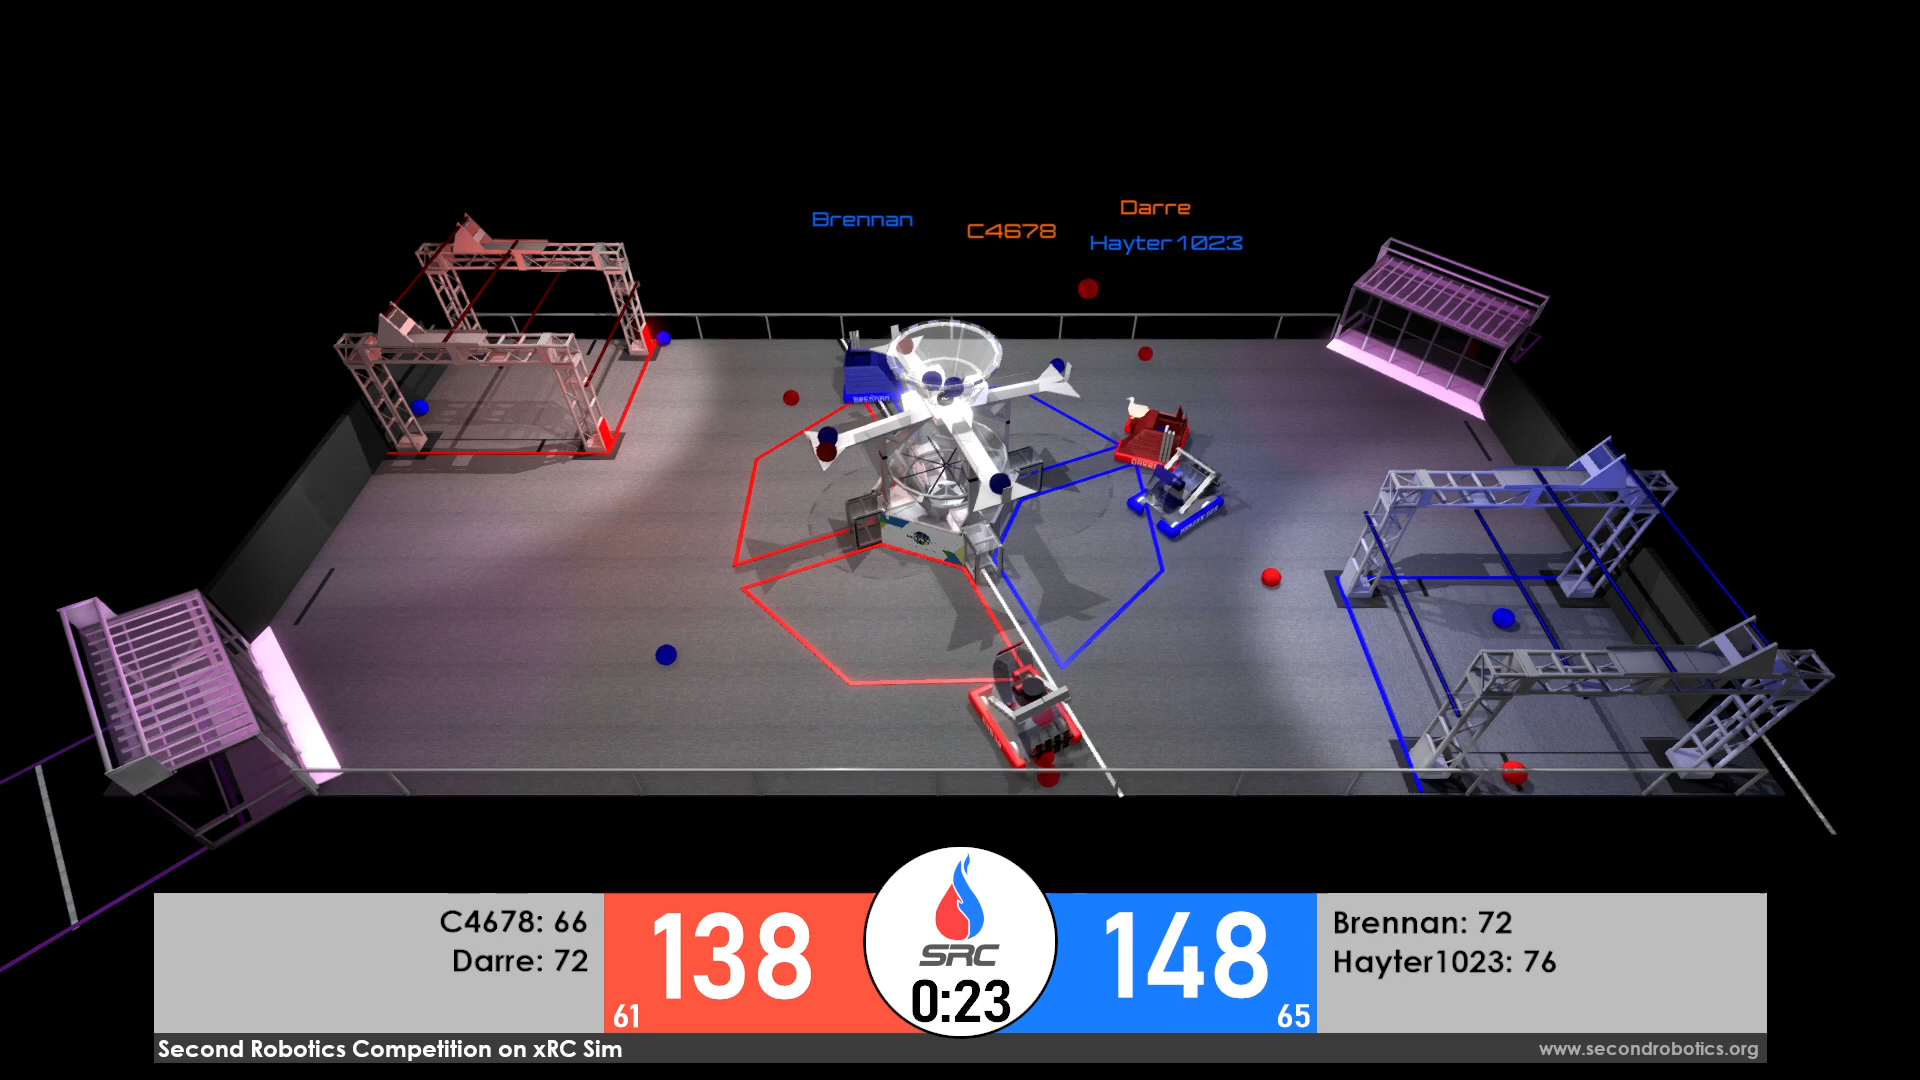 Darre
Brennan
C4678
Hayter1023
BRENNAN
C4678: 66
Darre: 72
61
138
SRC
0:23
148
65
Brennan: 72
Hayter1023: 76
Second Robotics Competition on xRC Sim
www.secondrobotics.org